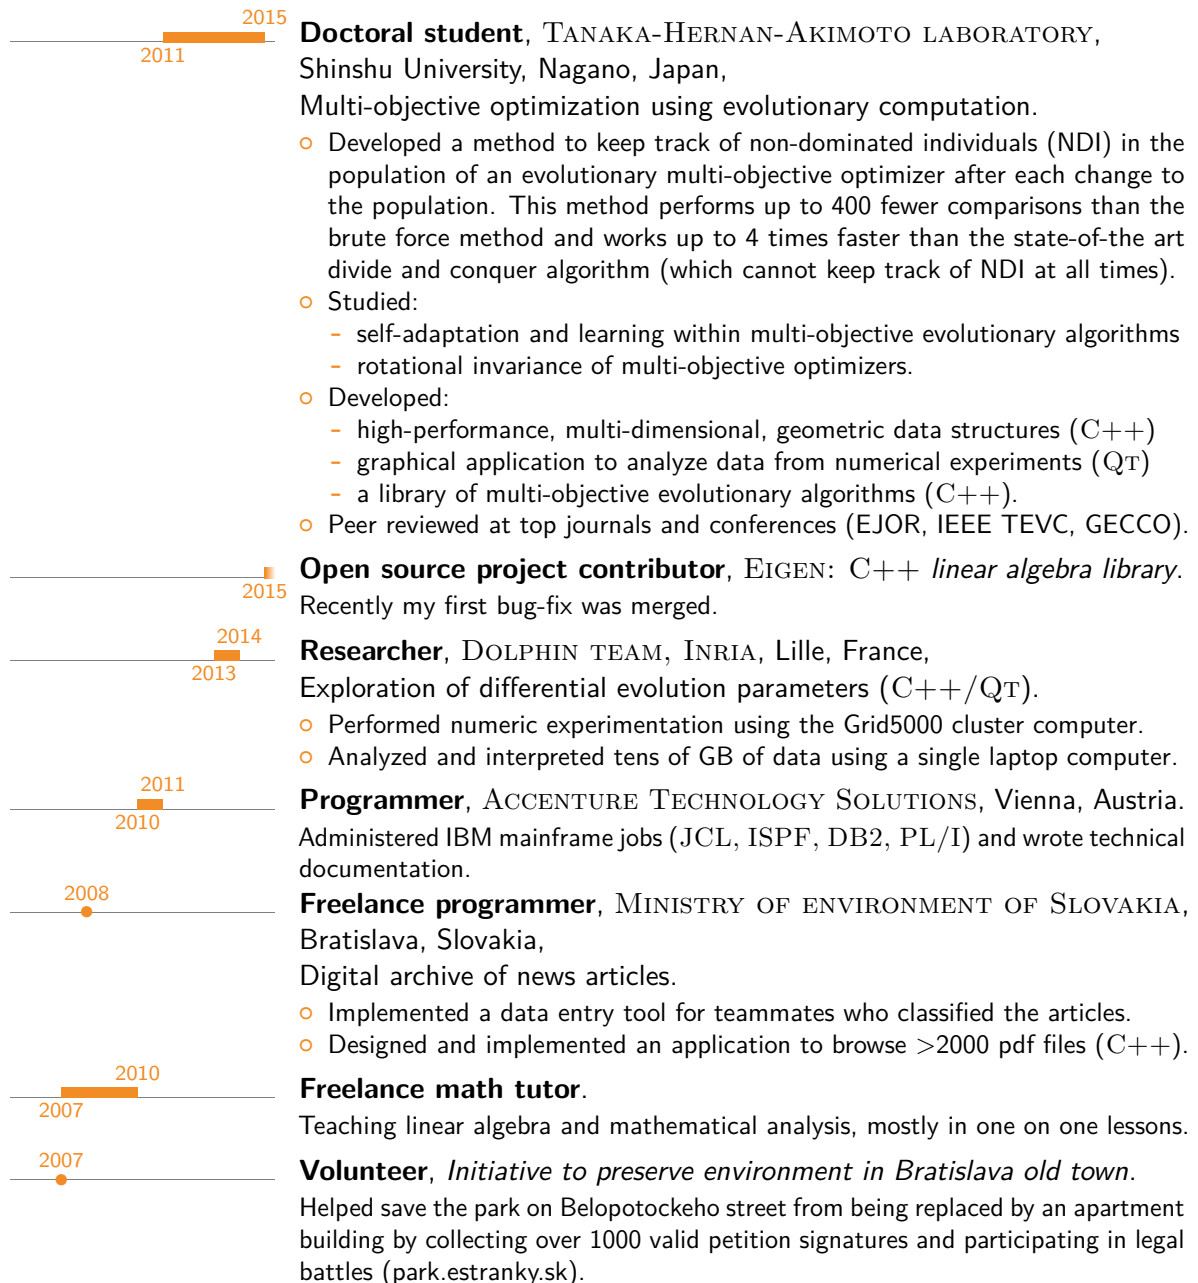 2015
2011
Doctoral student, Tanaka-Hernan-Akimoto laboratory,
Shinshu University, Nagano, Japan,
Multi-objective optimization using evolutionary computation.
Developed a method to keep track of non-dominated individuals (NDI) in the
population of an evolutionary multi-objective optimizer after each change to
the population. This method performs up to 400 fewer comparisons than the
brute force method and works up to 4 times faster than the state-of-the art
divide and conquer algorithm (which cannot keep track of NDI at all times).
Studied:
- self-adaptation and learning within multi-objective evolutionary algorithms
- rotational invariance of multi-objective optimizers.
Developed:
- high-performance, multi-dimensional, geometric data structures (C++)
- graphical application to analyze data from numerical experiments (Qt)
- a library of multi-objective evolutionary algorithms (C++).
Peer reviewed at top journals and conferences (EJOR, IEEE TEVC, GECCO).
2015
Open source project contributor, Eigen: C++ linear algebra library.
Recently my first bug-fix was merged.
2014
2013
Researcher, Dolphin team, Inria, Lille, France,
Exploration of differential evolution parameters (C++/Qt).
Performed numeric experimentation using the Grid5000 cluster computer.
Analyzed and interpreted tens of GB of data using a single laptop computer.
2011
2010
Programmer, Accenture Technology Solutions, Vienna, Austria.
Administered IBM mainframe jobs (JCL, ISPF, DB2, PL/I) and wrote technical
documentation.
2008
Freelance programmer, Ministry of environment of Slovakia,
Bratislava, Slovakia,
Digital archive of news articles.
Implemented a data entry tool for teammates who classified the articles.
Designed and implemented an application to browse >2000 pdf files (C++).
2010
2007
Freelance math tutor.
Teaching linear algebra and mathematical analysis, mostly in one on one lessons.
2007
Volunteer, Initiative to preserve environment in Bratislava old town.
Helped save the park on Belopotockeho street from being replaced by an apartment
building by collecting over 1000 valid petition signatures and participating in legal
battles (park.estranky.sk).